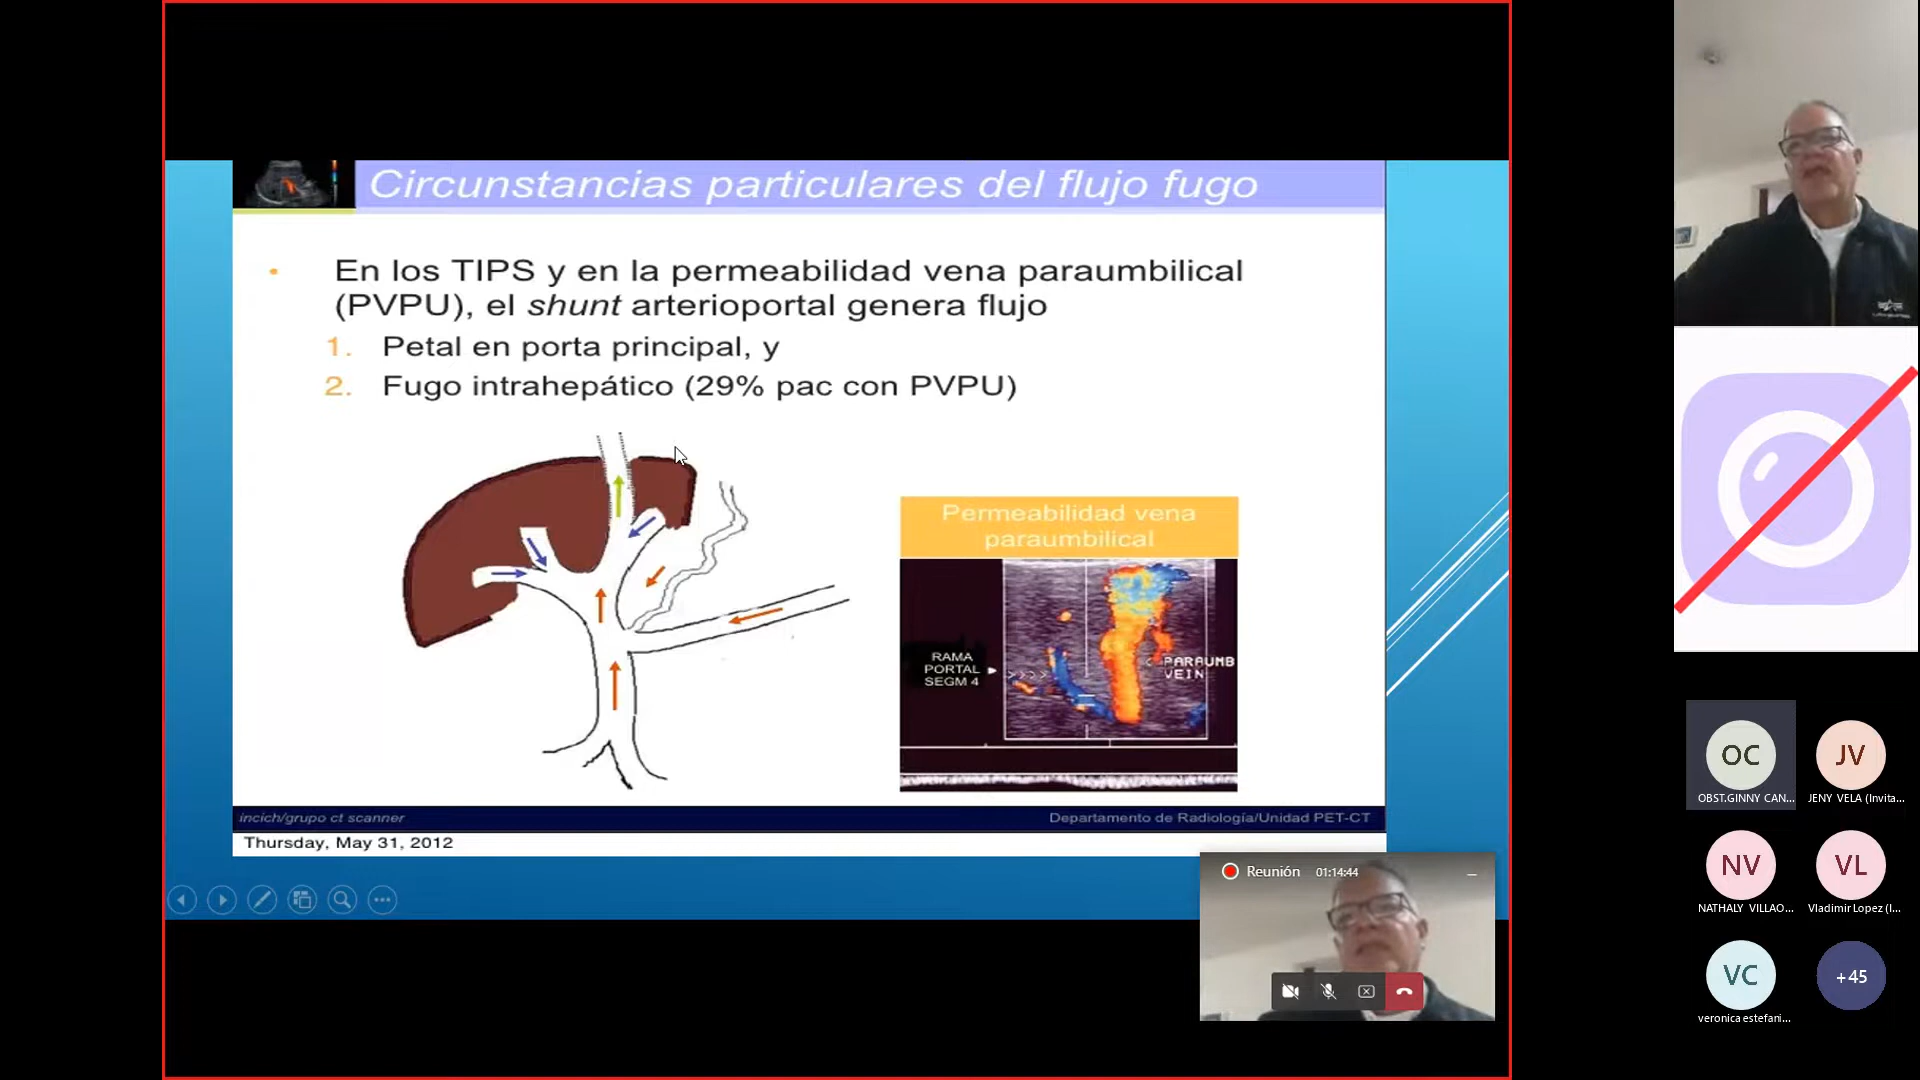 Circunstancias particulares del flujo fugo
• En los TIPS y en la permeabilidad vena paraumbilical
(PVPU), el shunt arterioportal genera flujo
1. Petal en porta principal, y
2. Fugo intrahepático (29% pac con PVPU)
Permeabilidad vena
paraumbilical
RAMA
PORTAL
SEGM 4
PARAUMB
VEIN
incich/grupo ct scanner
Departamento de Radiología/Unidad PET-CT
Thursday, May 31, 2012
Reunión 01:14:44
OC
OBST.GINNY CAN...
JV
JENY VELA (Invita...
NV
NATHALY VILLAO...
VL
Vladimir Lopez (I...
VC
veronica estefani...
+45